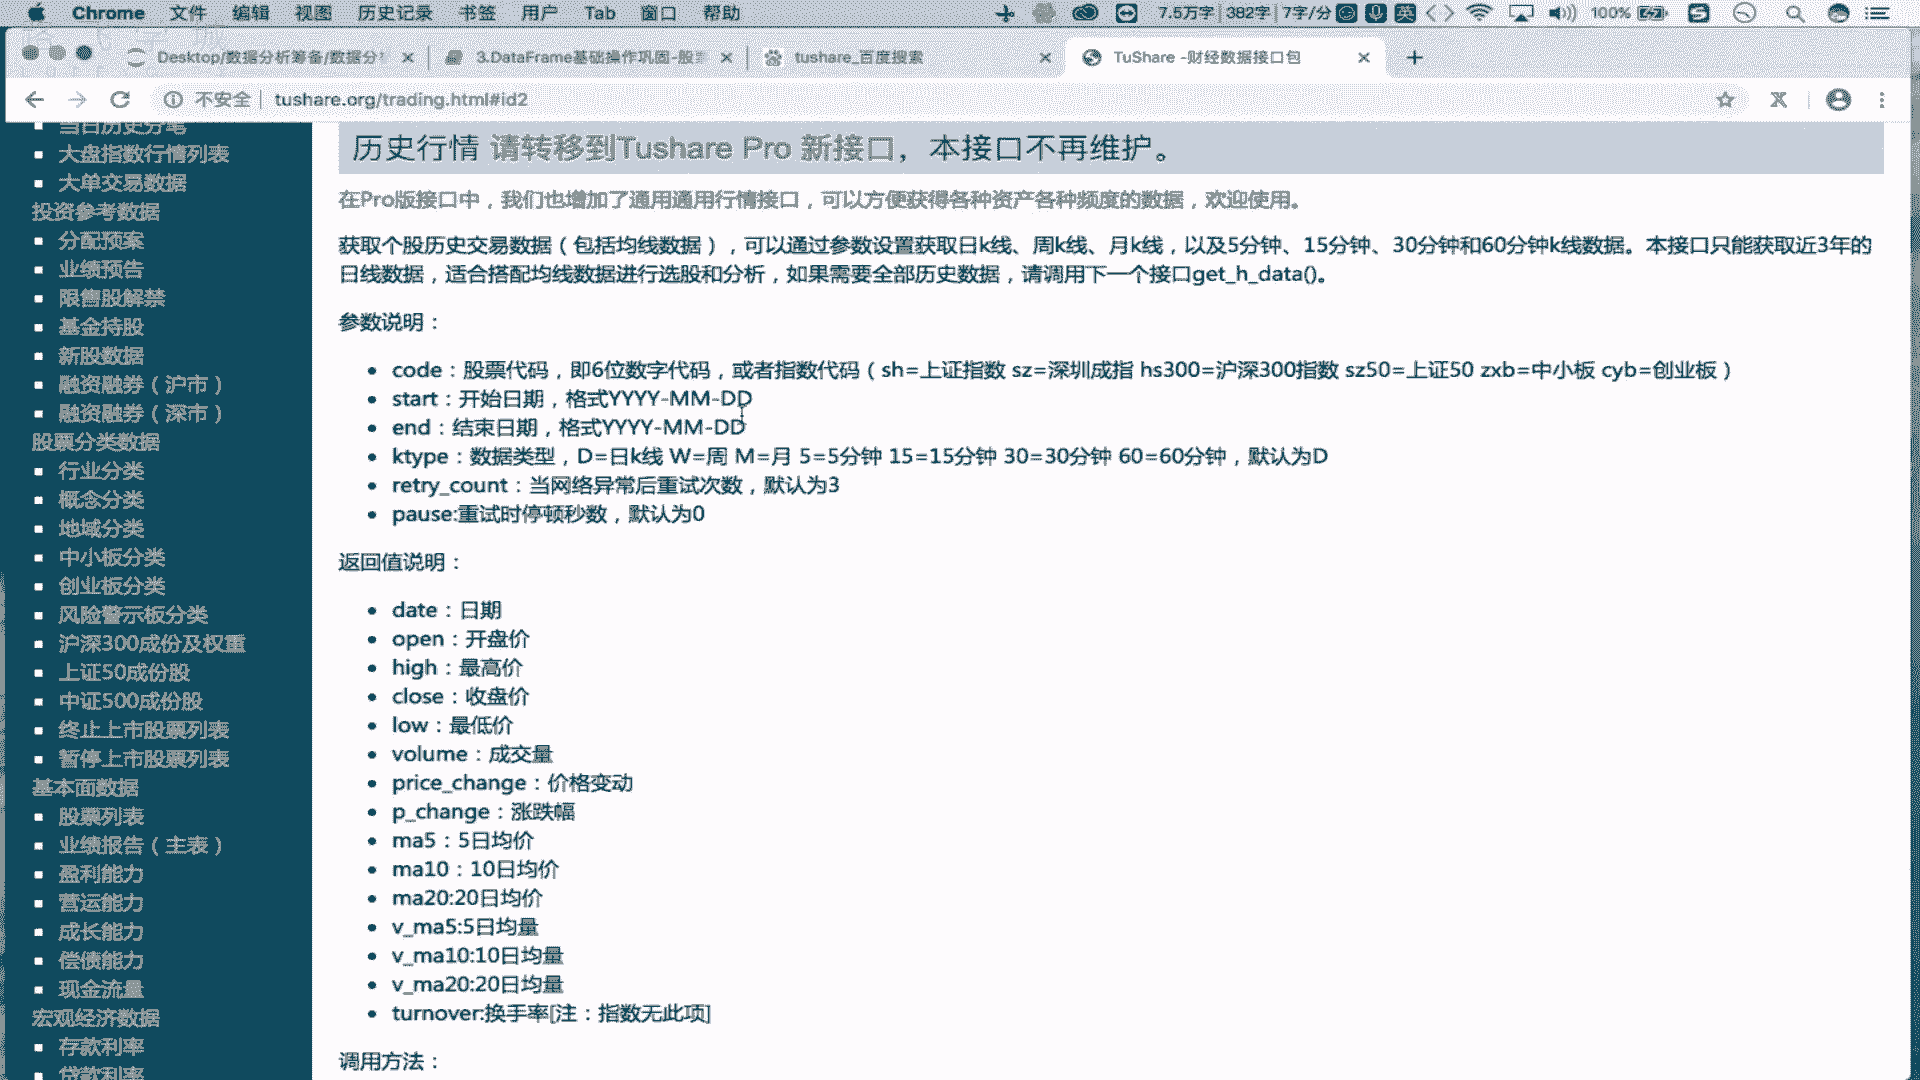 Chrome 文件 编辑 视图 历史记录 书签 用户 Tab 窗口 帮助 7.5万字 382字 7字/分 英 100%
Desktop/数据分析筹备/数据分 3.DataFrame基础操作巩固-股 tushare_百度搜索 TuShare -财经数据接口包
不安全 tushare.org/trading.html#id2
当日历史分笔
大盘指数行情列表
大单交易数据
投资参考数据
分配预案
业绩预告
限售股解禁
基金持股
新股数据
融资融券（沪市）
融资融券（深市）
股票分类数据
行业分类
概念分类
地域分类
中小板分类
创业板分类
风险警示板分类
沪深300成份及权重
上证50成份股
中证500成份股
终止上市股票列表
暂停上市股票列表
基本面数据
股票列表
业绩报告（主表）
盈利能力
营运能力
成长能力
偿债能力
现金流量
宏观经济数据
存款利率
贷款利率
历史行情 请转移到Tushare Pro 新接口，本接口不再维护。
在Pro版接口中，我们也增加了通用通用行情接口，可以方便获得各种资产各种频度的数据，欢迎使用。
获取个股历史交易数据（包括均线数据），可以通过参数设置获取日k线、周k线、月k线，以及5分钟、15分钟、30分钟和60分钟k线数据。本接口只能获取近3年的
日线数据，适合搭配均线数据进行选股和分析，如果需要全部历史数据，请调用下一个接口get_h_data()。
参数说明：
code：股票代码，即6位数字代码，或者指数代码（sh=上证指数 sz=深圳成指 hs300=沪深300指数 sz50=上证50 zxb=中小板 cyb=创业板）
start：开始日期，格式YYYY-MM-DD
end：结束日期，格式YYYY-MM-DD
ktype：数据类型，D=日k线 W=周 M=月 5=5分钟 15=15分钟 30=30分钟 60=60分钟，默认为D
retry_count：当网络异常后重试次数，默认为3
pause:重试时停顿秒数，默认为0
返回值说明：
date：日期
open：开盘价
high：最高价
close：收盘价
low：最低价
volume：成交量
price_change：价格变动
p_change：涨跌幅
ma5：5日均价
ma10：10日均价
ma20:20日均价
v_ma5:5日均量
v_ma10:10日均量
v_ma20:20日均量
turnover:换手率[注：指数无此项]
调用方法：